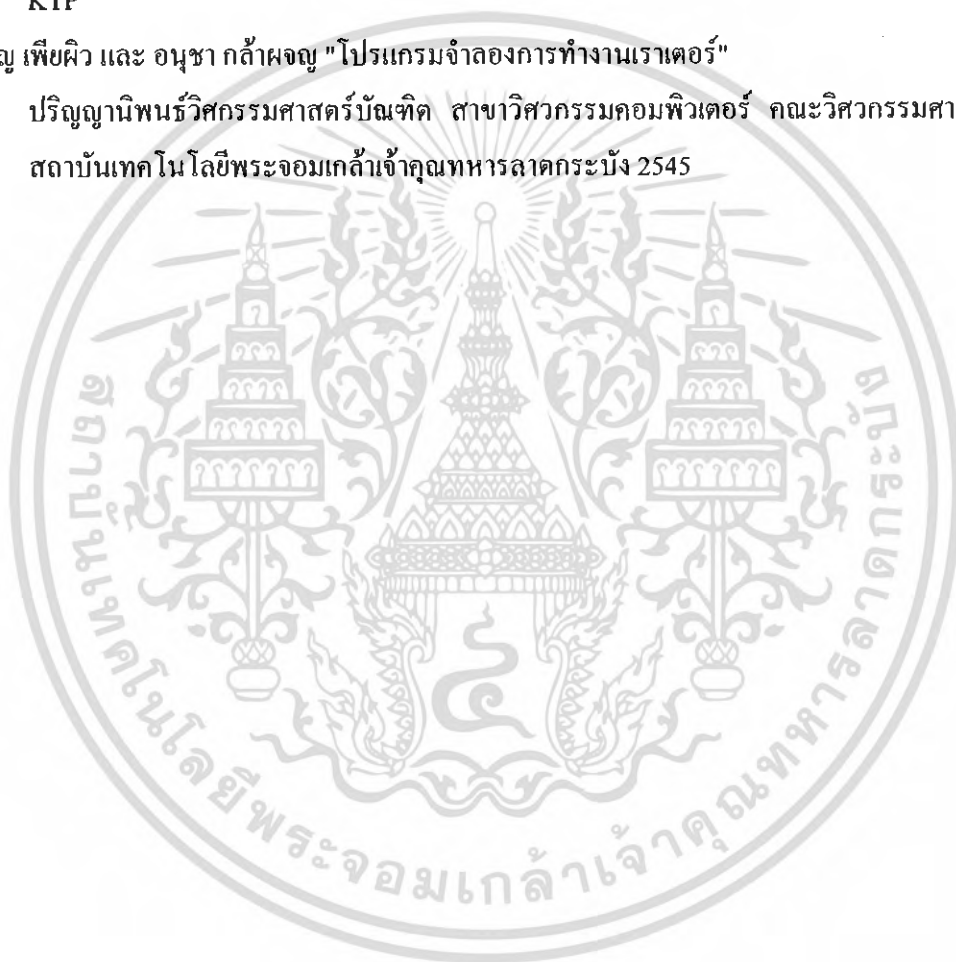 KTP
ญ เพียผิว และ อนุชา กล้าผจญ "โปรแกรมจำลองการทำงานเราเตอร์"
ปริญญานิพนธ์วิศกรรมศาสตร์บัณฑิต สาขาวิศวกรรมคอมพิวเตอร์ คณะวิศวกรรมศา
สถาบันเทคโนโลยีพระจอมเกล้าเจ้าคุณทหารลาดกระบัง 2545
สถาบันเทคโนโลยีพระจอมเกล้าเจ้าคุณทหารลาดกระบัง